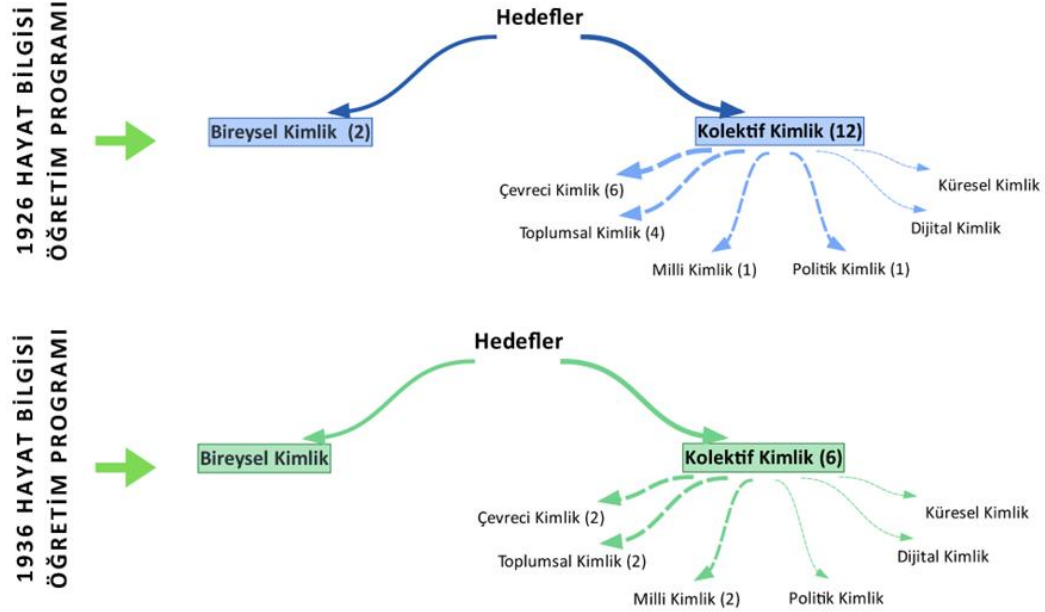 1926 HAYAT BİLGİSİ
ÖĞRETİM PROGRAMI
Hedefler
Bireysel Kimlik (2)
Kolektif Kimlik (12)
Çevreci Kimlik (6)
Toplumsal Kimlik (4)
Milli Kimlik (1)
Politik Kimlik (1)
Dijital Kimlik
Küresel Kimlik
1936 HAYAT BİLGİSİ
ÖĞRETİM PROGRAMI
Hedefler
Bireysel Kimlik
Kolektif Kimlik (6)
Çevreci Kimlik (2)
Toplumsal Kimlik (2)
Milli Kimlik (2)
Politik Kimlik
Dijital Kimlik
Küresel Kimlik